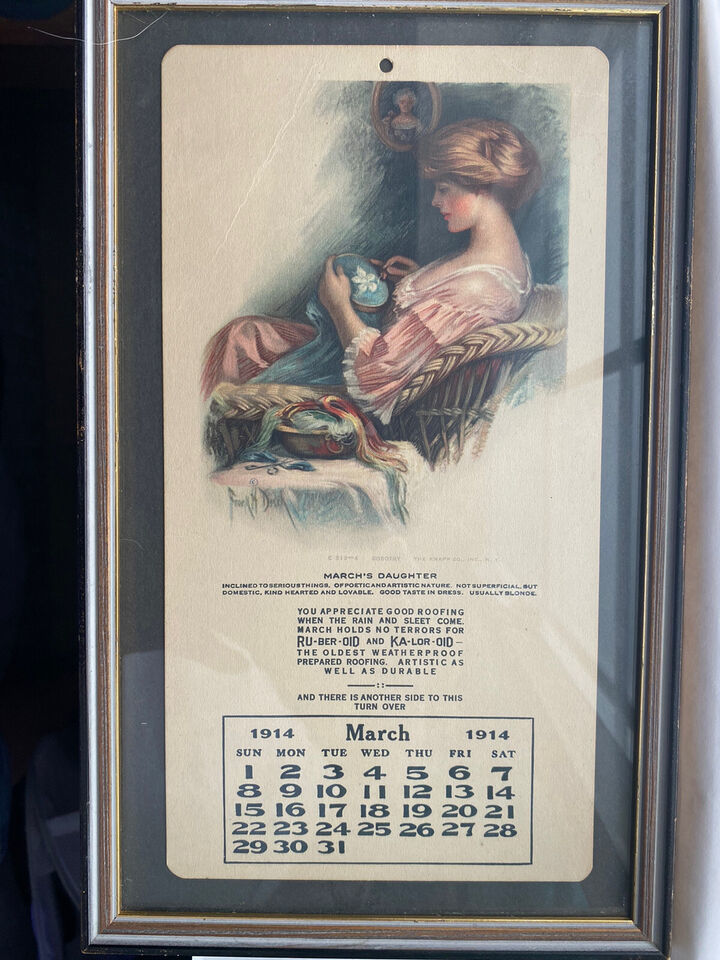 DOROTHY THE KNAPP CO., INC., N.Y.
MARCH'S DAUGHTER
INCLINED TO SERIOUS THINGS. OF POETIC AND ARTISTIC NATURE. NOT SUPERFICIAL, BUT
DOMESTIC, KIND HEARTED AND LOVABLE. GOOD TASTE IN DRESS. USUALLY BLONDE.
YOU APPRECIATE GOOD ROOFING
WHEN THE RAIN AND SLEET COME.
MARCH HOLDS NO TERRORS FOR
RU-BER-OID AND KA-LOR-OID—
THE OLDEST WEATHERPROOF
PREPARED ROOFING. ARTISTIC AS
WELL AS DURABLE
AND THERE IS ANOTHER SIDE TO THIS
TURN OVER
1914 March 1914
SUN MON TUE WED THU FRI SAT
1 2 3 4 5 6 7
8 9 10 11 12 13 14
15 16 17 18 19 20 21
22 23 24 25 26 27 28
29 30 31